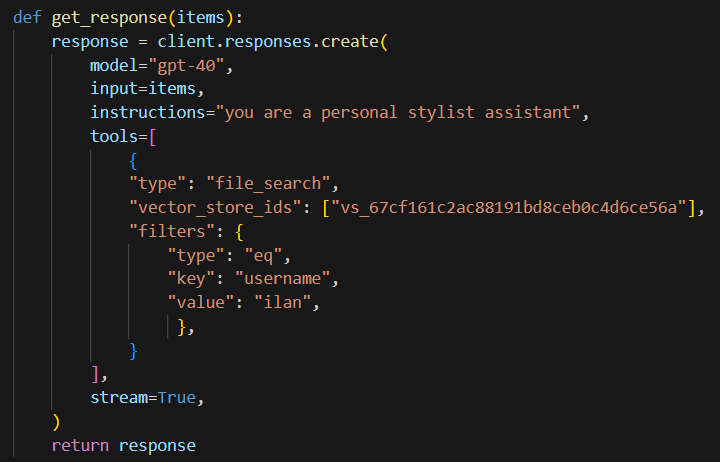 def get_response(items):
    response = client.responses.create(
        model="gpt-40",
        input=items,
        instructions="you are a personal stylist assistant",
        tools=[
            {
            "type": "file_search",
            "vector_store_ids": ["vs_67cf161c2ac88191bd8ceb0c4d6ce56a"],
            "filters": {
                "type": "eq",
                "key": "username",
                "value": "ilan",
                 },
            }
        ],
        stream=True,
    )
    return response